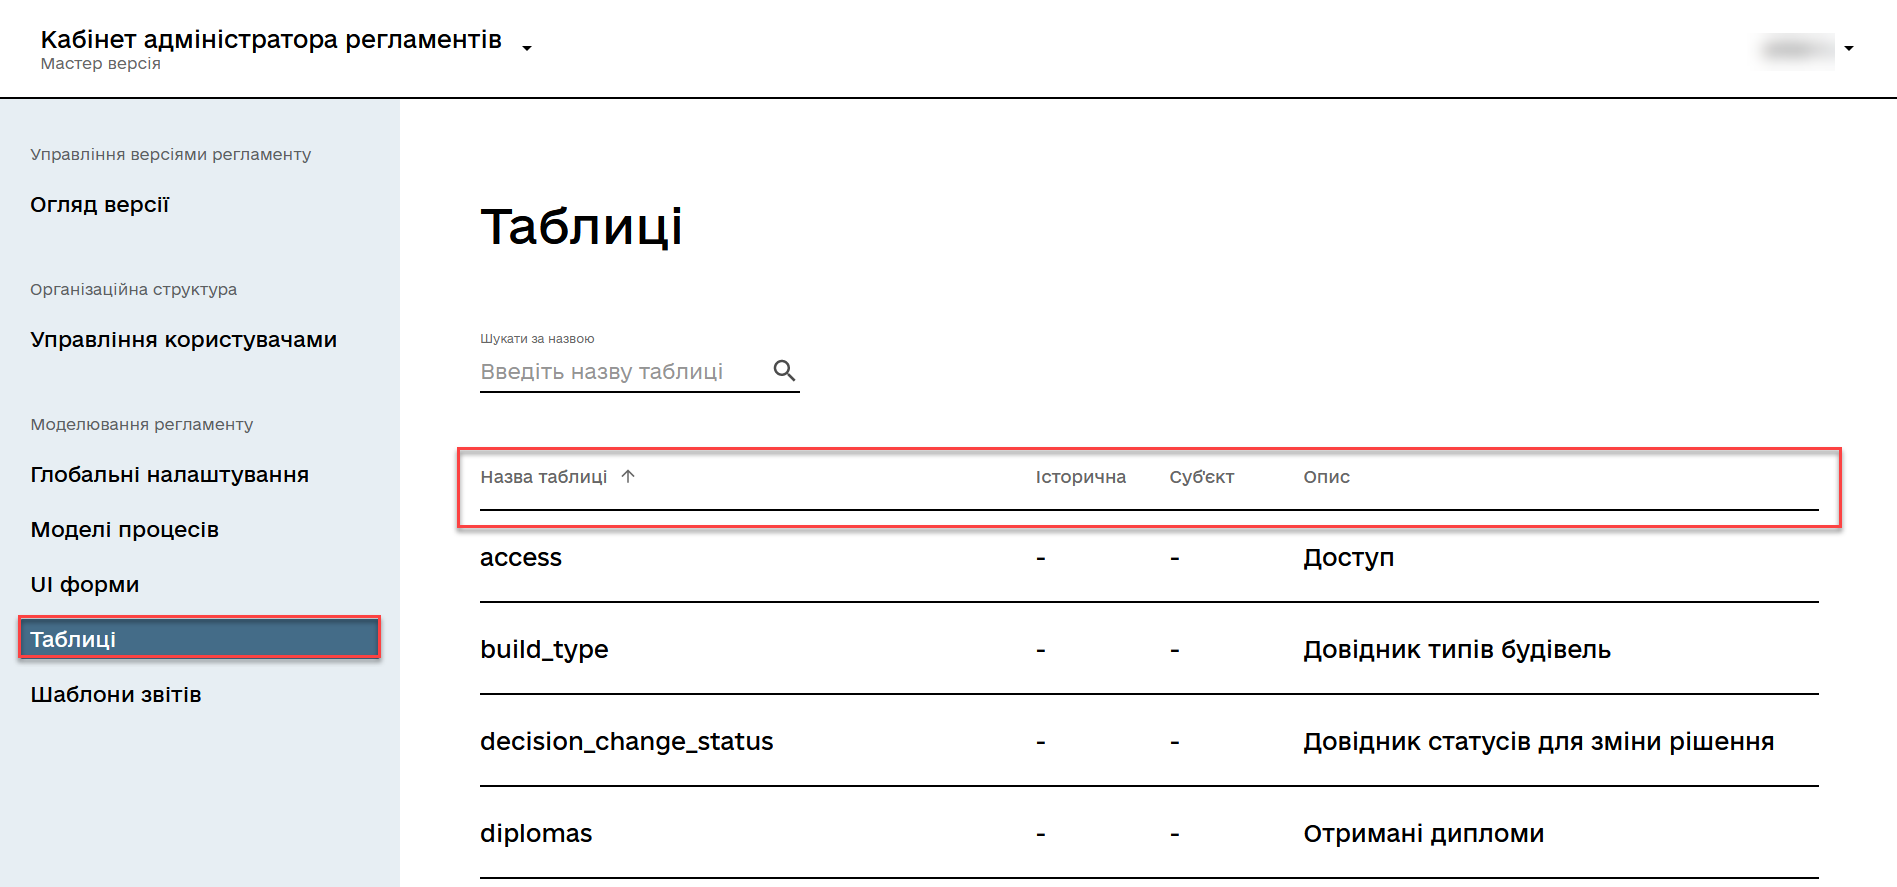 Кабінет адміністратора регламентів
Мастер версія
Управління версіями регламенту
Огляд версії
Організаційна структура
Управління користувачами
Моделювання регламенту
Глобальні налаштування
Моделі процесів
UI форми
Таблиці
Шаблони звітів
Таблиці
Шукати за назвою
Введіть назву таблиці
Назва таблиці ↑ Історична Суб'єкт Опис
access - - Доступ
build_type - - Довідник типів будівель
decision_change_status - - Довідник статусів для зміни рішення
diplomas - - Отримані дипломи